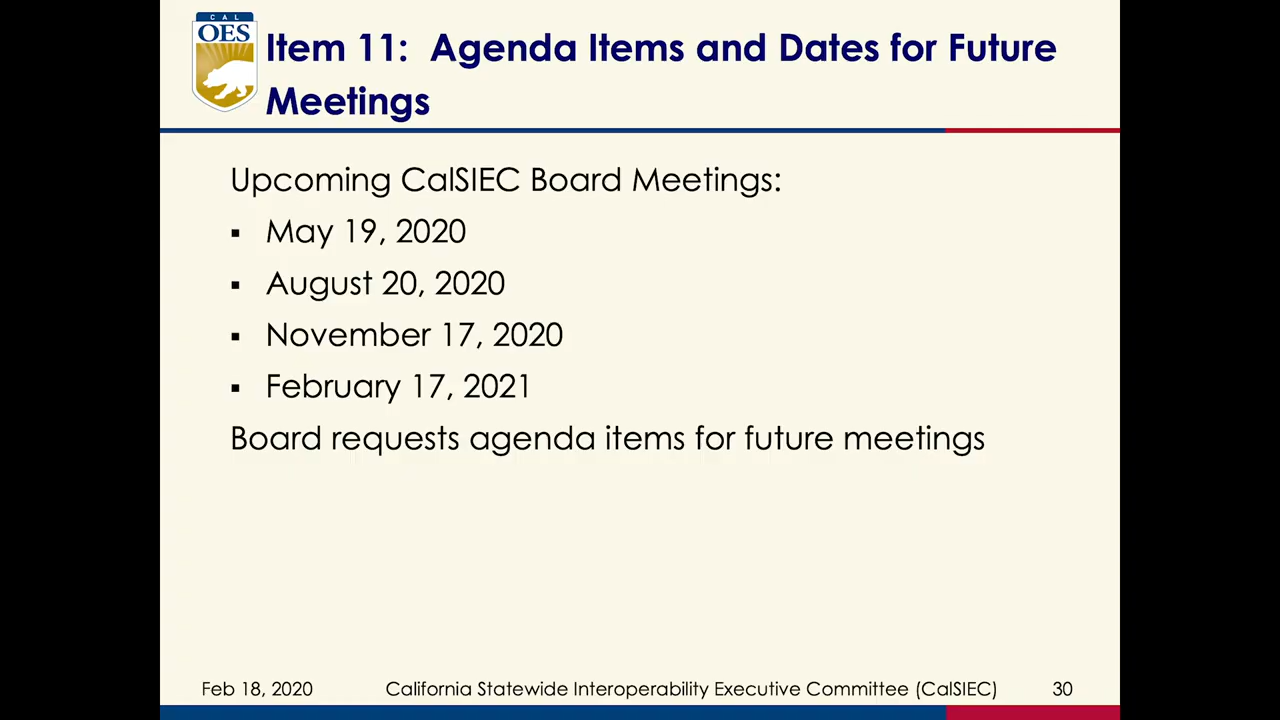 CAL
OES
Item 11: Agenda Items and Dates for Future
Meetings
Upcoming CalSIEC Board Meetings:
▪ May 19, 2020
▪ August 20, 2020
▪ November 17, 2020
▪ February 17, 2021
Board requests agenda items for future meetings
Feb 18, 2020 California Statewide Interoperability Executive Committee (CalSIEC) 30